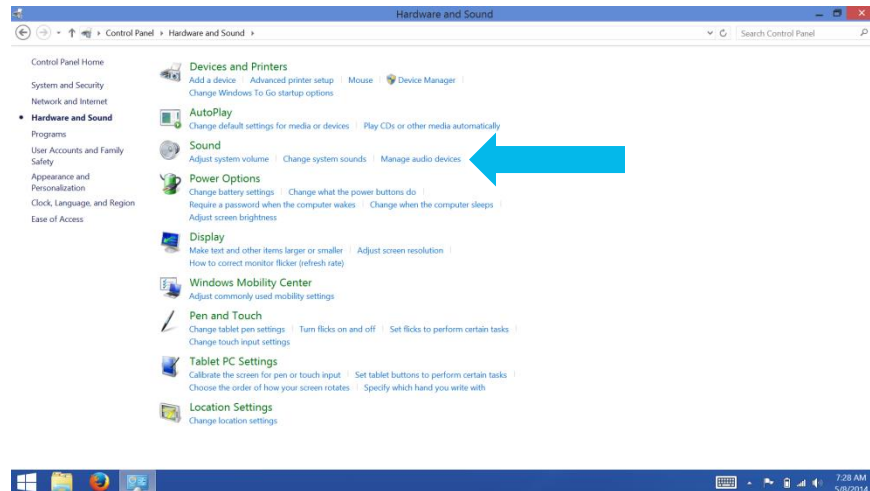 Hardware and Sound
Control Panel ▸ Hardware and Sound ▸
Search Control Panel
Control Panel Home
System and Security
Network and Internet
Hardware and Sound
Programs
User Accounts and Family
Safety
Appearance and
Personalization
Clock, Language, and Region
Ease of Access
Devices and Printers
Add a device | Advanced printer setup | Mouse | Device Manager |
Change Windows To Go startup options
AutoPlay
Change default settings for media or devices | Play CDs or other media automatically
Sound
Adjust system volume | Change system sounds | Manage audio devices
Power Options
Change battery settings | Change what the power buttons do |
Require a password when the computer wakes | Change when the computer sleeps |
Adjust screen brightness
Display
Make text and other items larger or smaller | Adjust screen resolution |
How to correct monitor flicker (refresh rate)
Windows Mobility Center
Adjust commonly used mobility settings
Pen and Touch
Change tablet pen settings | Turn flicks on and off | Set flicks to perform certain tasks |
Change touch input settings
Tablet PC Settings
Calibrate the screen for pen or touch input | Set tablet buttons to perform certain tasks |
Choose the order of how your screen rotates | Specify which hand you write with
Location Settings
Change location settings
7:28 AM
5/8/2014